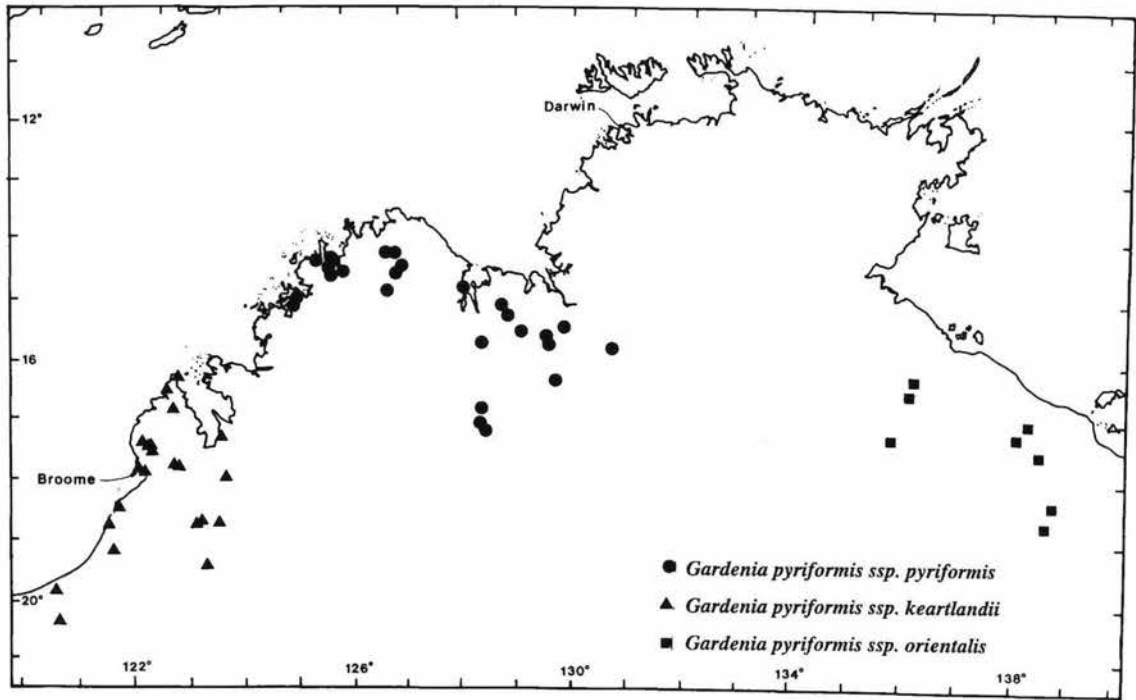 Darwin
12°
16
Broome
20°
Gardenia pyriformis ssp. pyriformis
Gardenia pyriformis ssp. keartlandii
Gardenia pyriformis ssp. orientalis
122°
126°
130°
134°
138°